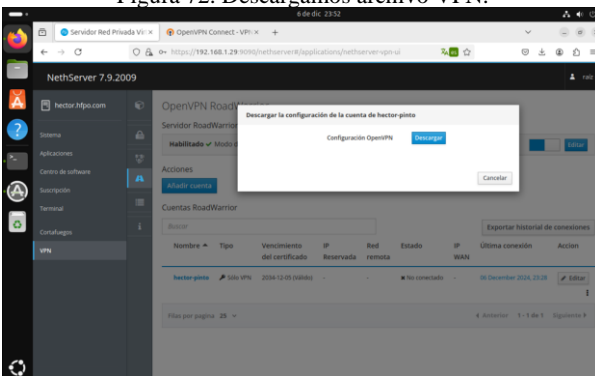 Figura 72. Descargamos archivo VPN.
6 de dic 23:52
Servidor Red Privada Vir
OpenVPN Connect - VPN
https://192.168.1.29:9090/nethserver#/applications/nethserver-vpn-ui
NethServer 7.9.2009
hector.hfpo.com
Sistema
Aplicaciones
Centro de software
Suscripción
Terminal
Cortafuegos
VPN
OpenVPN RoadWarrior
Servidor RoadWarrior
Habilitado ✓ Modo d
Editar
Descargar la configuración de la cuenta de hector-pinto
Configuración OpenVPN Descargar
Cancelar
Acciones
Añadir cuenta
Cuentas RoadWarrior
Buscar
Exportar historial de conexiones
Nombre Tipo Vencimiento del certificado IP Reservada Red remota Estado IP WAN Última conexión Accion
hector-pinto Sólo VPN 2034-12-05 (Válido) - - ✖ No conectado - 06 December 2024, 23:28 Editar
Filas por pagina 25
Anterior 1 - 1 de 1 Siguiente